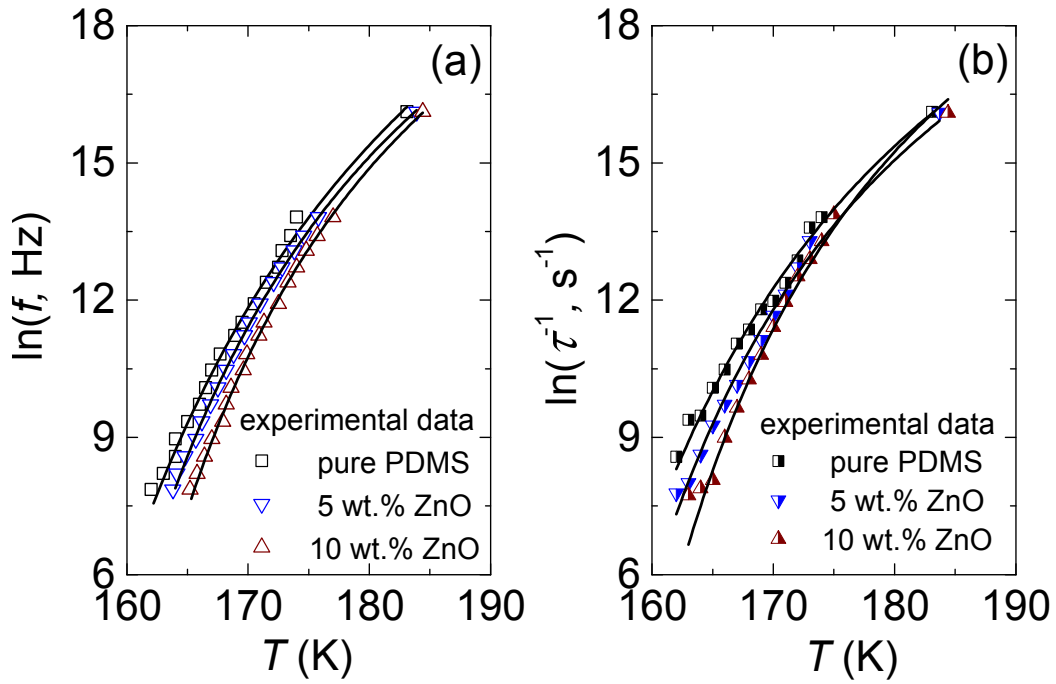 (a)
ln(f, Hz)
18
15
12
9
6
experimental data
pure PDMS
5 wt.% ZnO
10 wt.% ZnO
160 170 180 190
T (K)
(b)
ln(τ⁻¹, s⁻¹)
18
15
12
9
6
experimental data
pure PDMS
5 wt.% ZnO
10 wt.% ZnO
160 170 180 190
T (K)